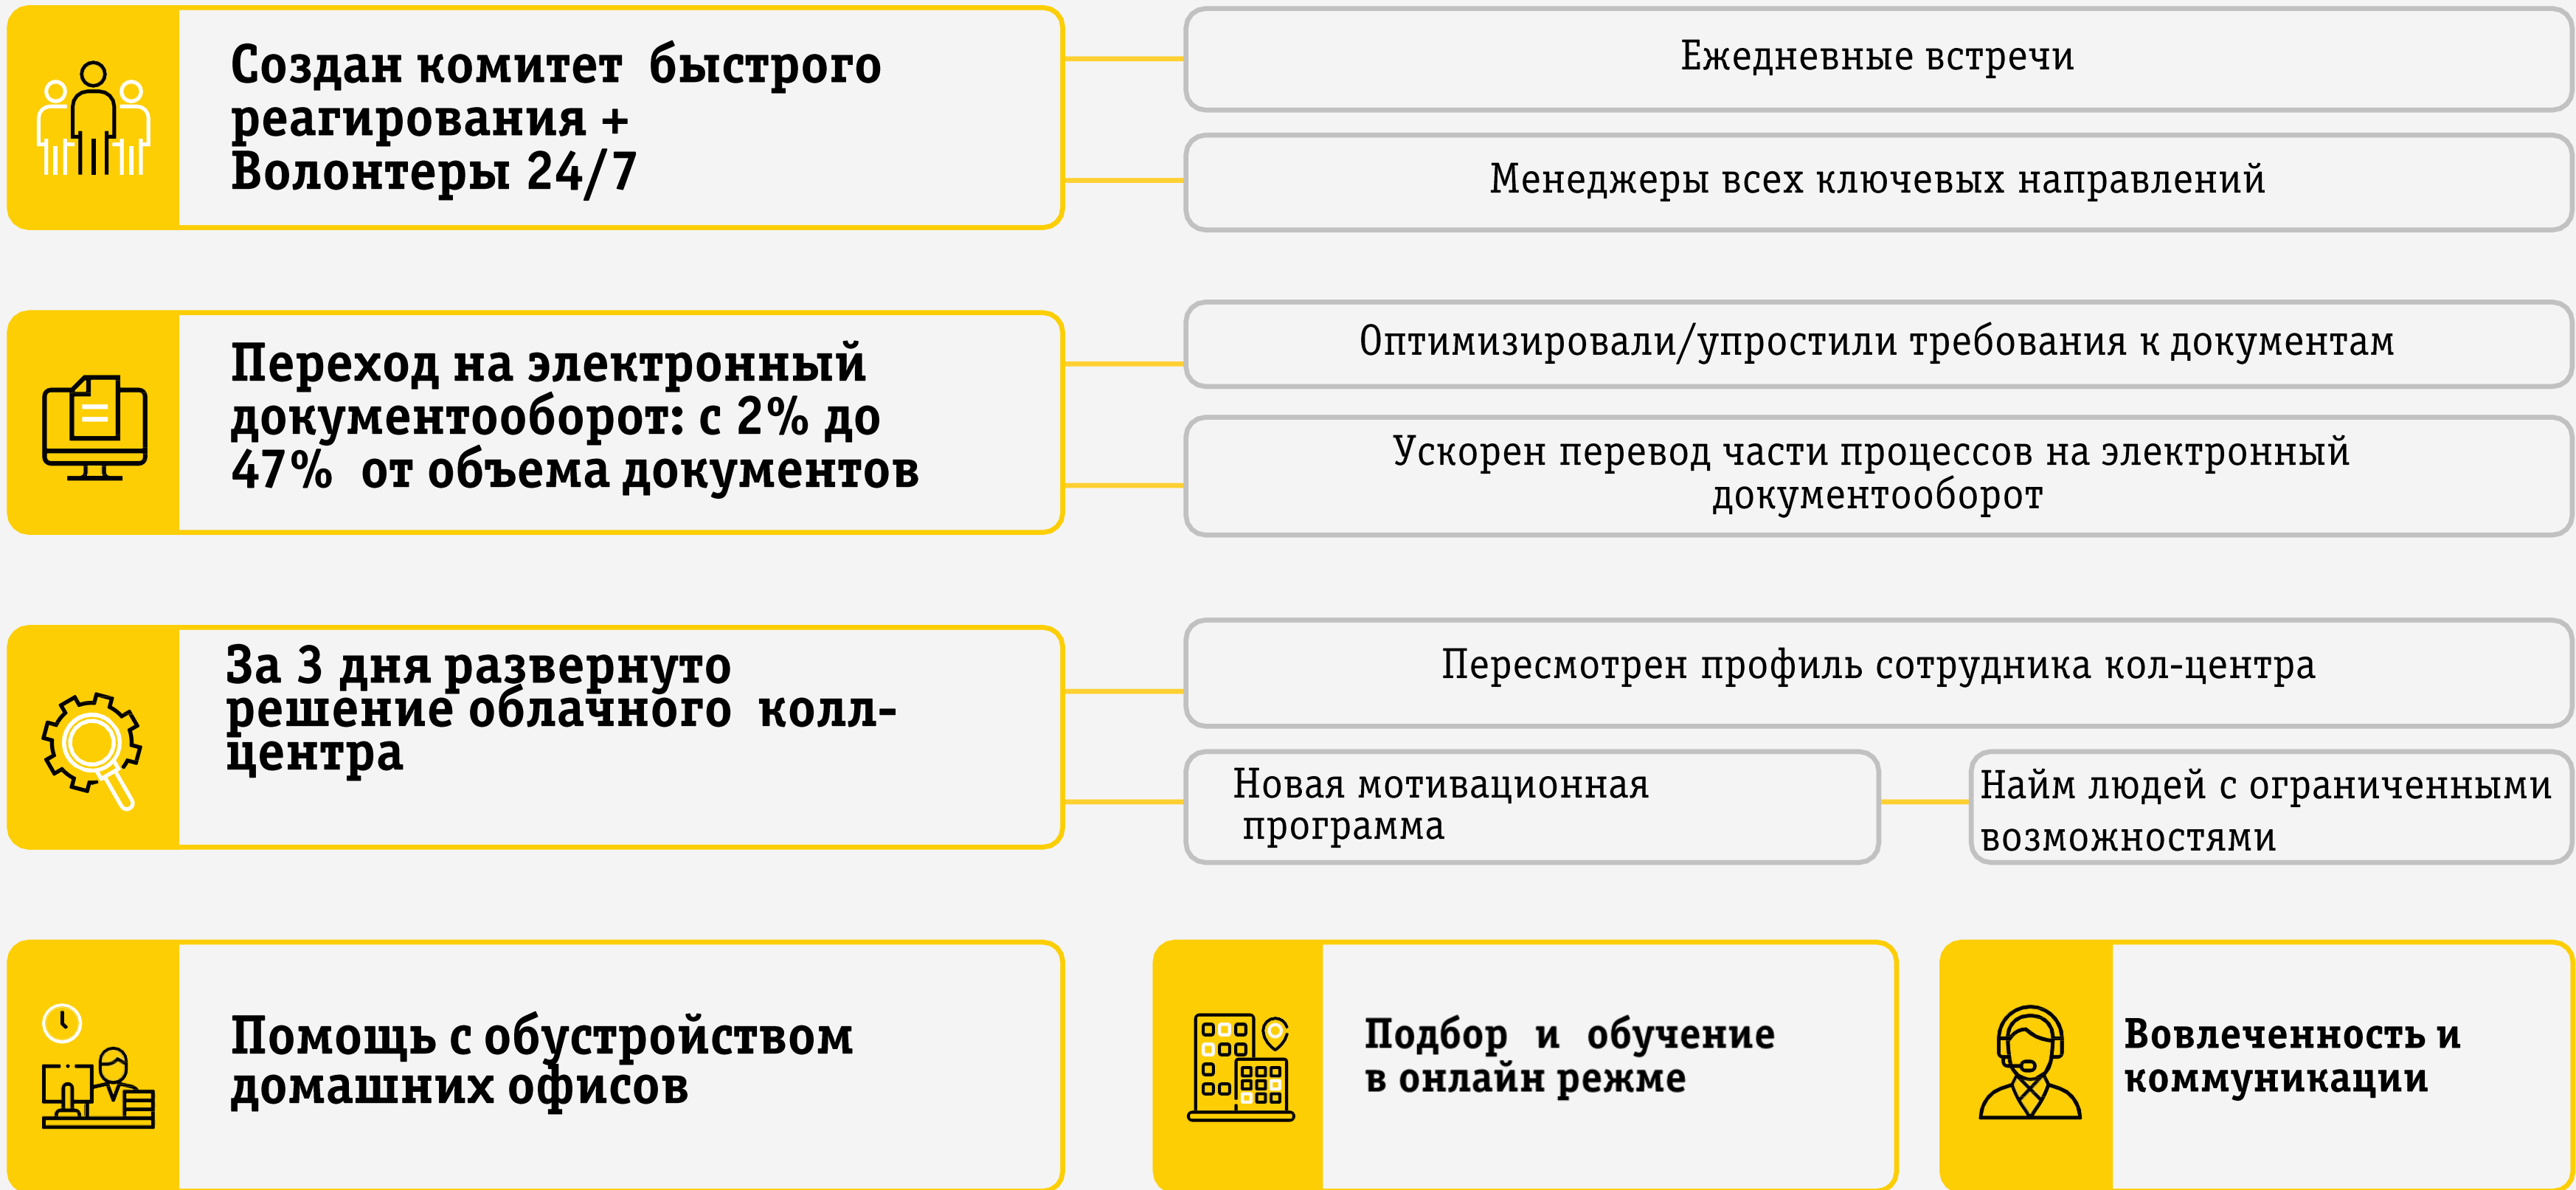 Создан комитет быстрого
реагирования +
Волонтеры 24/7
Ежедневные встречи
Менеджеры всех ключевых направлений
Переход на электронный
документооборот: с 2% до
47% от объема документов
Оптимизировали/упростили требования к документам
Ускорен перевод части процессов на электронный
документооборот
За 3 дня развернуто
решение облачного колл-
центра
Пересмотрен профиль сотрудника кол-центра
Новая мотивационная
программа
Найм людей с ограниченными
возможностями
Помощь с обустройством
домашних офисов
Подбор и обучение
в онлайн режме
Вовлеченность и
коммуникации